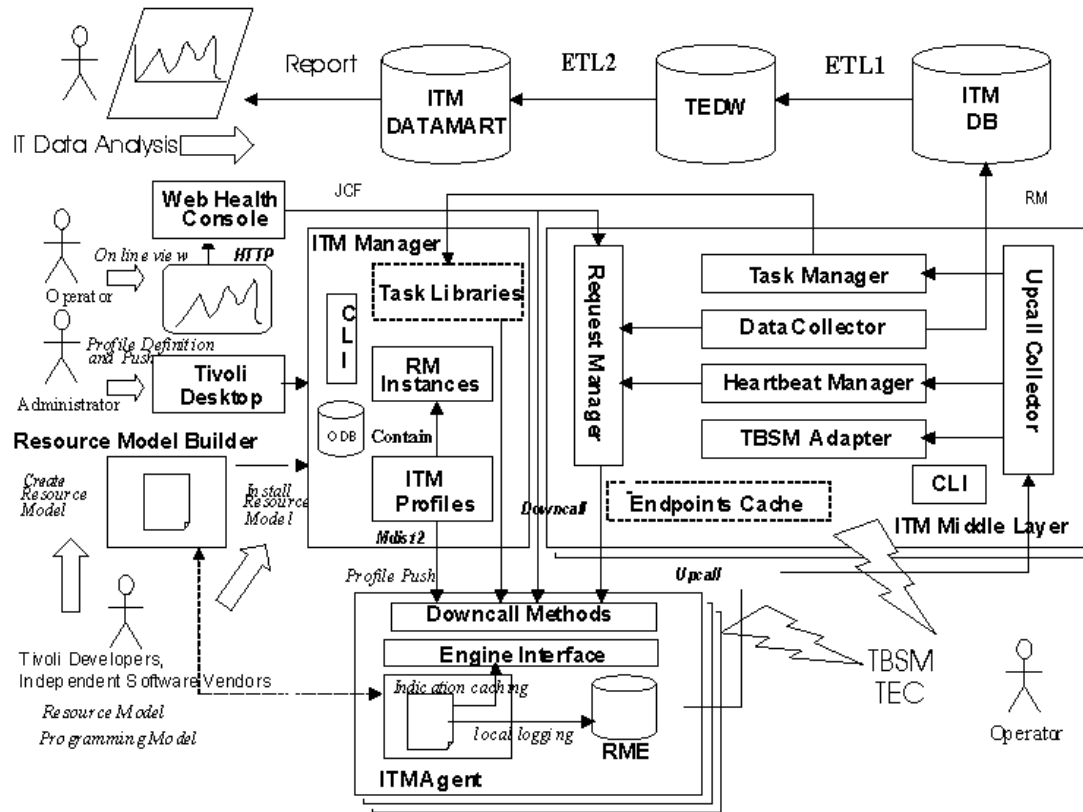 Report
ETL2
ETL1
ITM
DATAMART
TEDW
ITM
DB
IT Data Analysis
JCF
RM
Web Health
Console
ITM Manager
Online view
HTTP
Operator
Task Libraries
CLI
Request Manager
Task Manager
Upcall Collector
Data Collector
Profile Definition
and Push
Tivoli
Desktop
Administrator
RM
Instances
Heartbeat Manager
TBSM Adapter
Resource Model Builder
ODB
Contain
ITM
Profiles
CLI
Create
Resource
Model
Install
Resource
Model
Downcall
Endpoints Cache
ITM Middle Layer
Mdist2
Profile Push
Upcall
Downcall Methods
Engine Interface
Tivoli Developers,
Independent Software Vendors
Indication caching
TBSM
TEC
Resource Model
Programming Model
local logging
RME
ITMAgent
Operator